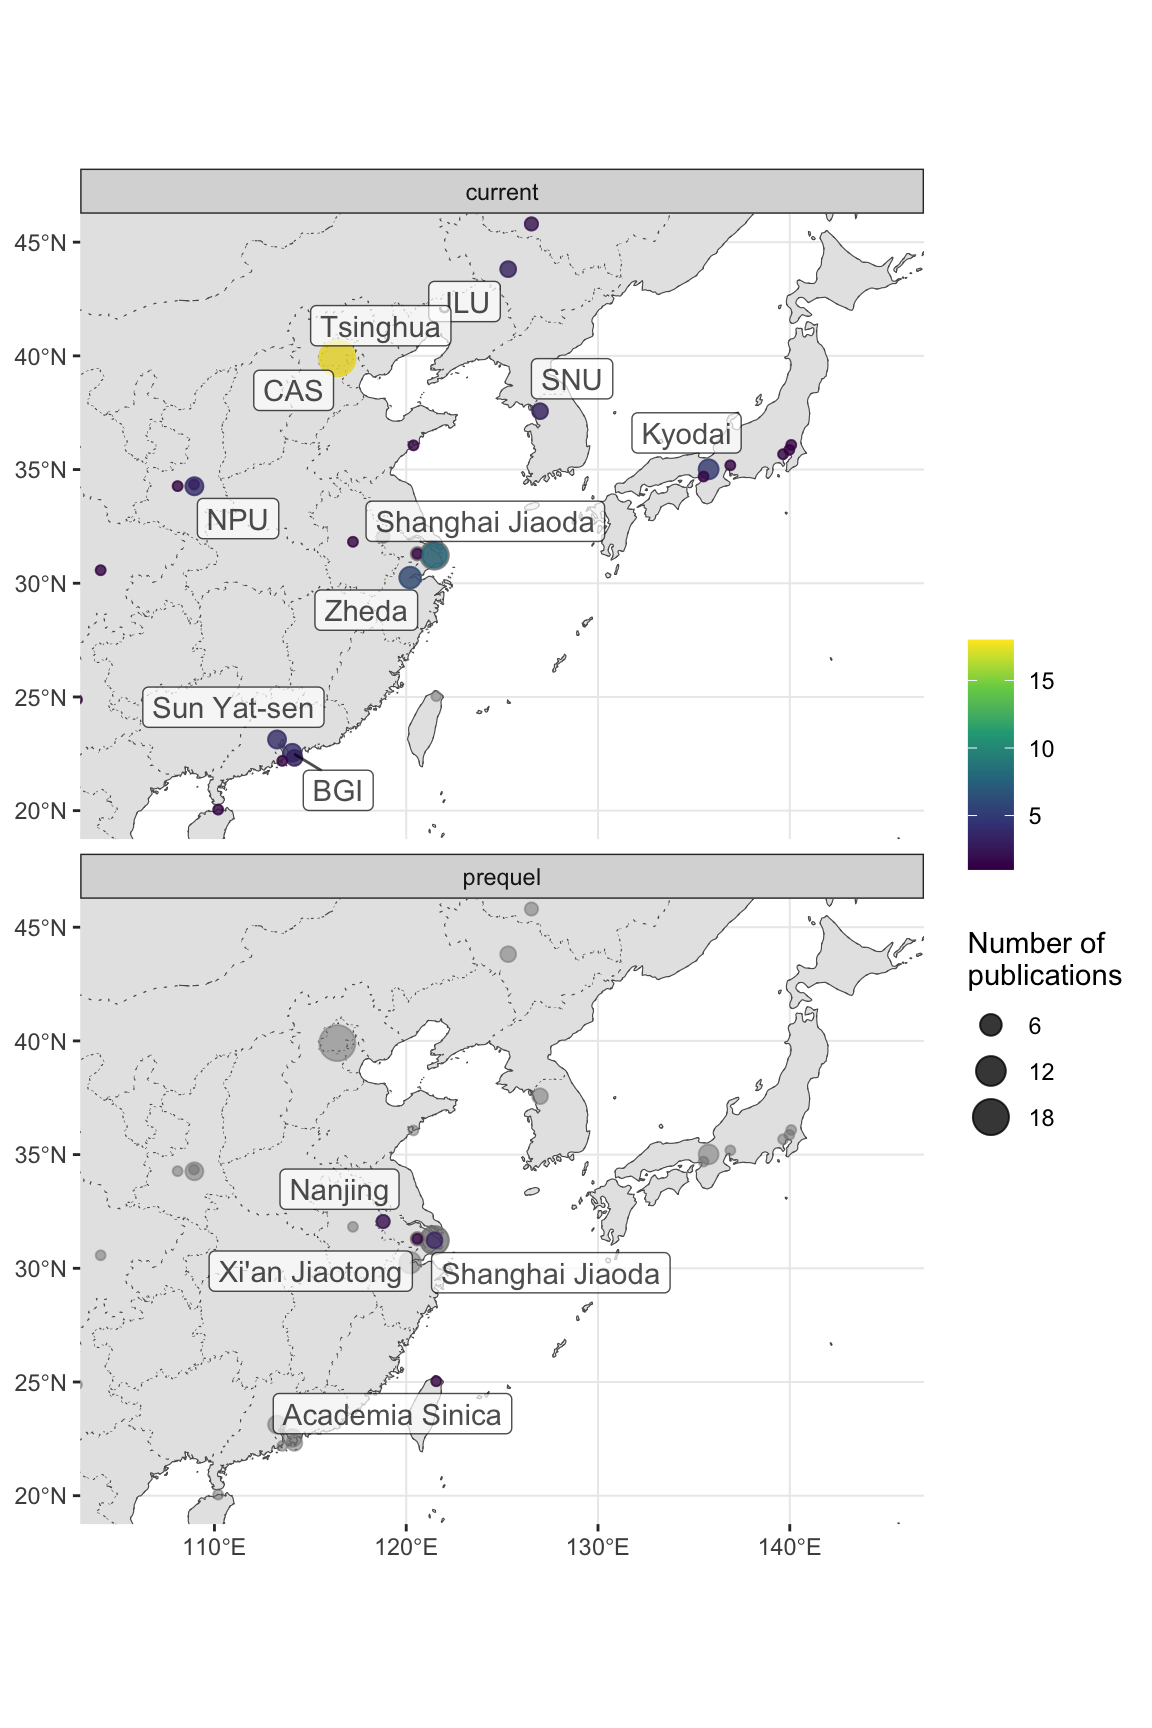 current
45°N
40°N
35°N
30°N
25°N
20°N
JLU
Tsinghua
CAS
SNU
Kyodai
NPU
Shanghai Jiaoda
Zheda
Sun Yat-sen
BGI
15
10
5
prequel
45°N
40°N
35°N
30°N
25°N
20°N
Nanjing
Xi'an Jiaotong
Shanghai Jiaoda
Academia Sinica
110°E
120°E
130°E
140°E
Number of
publications
6
12
18